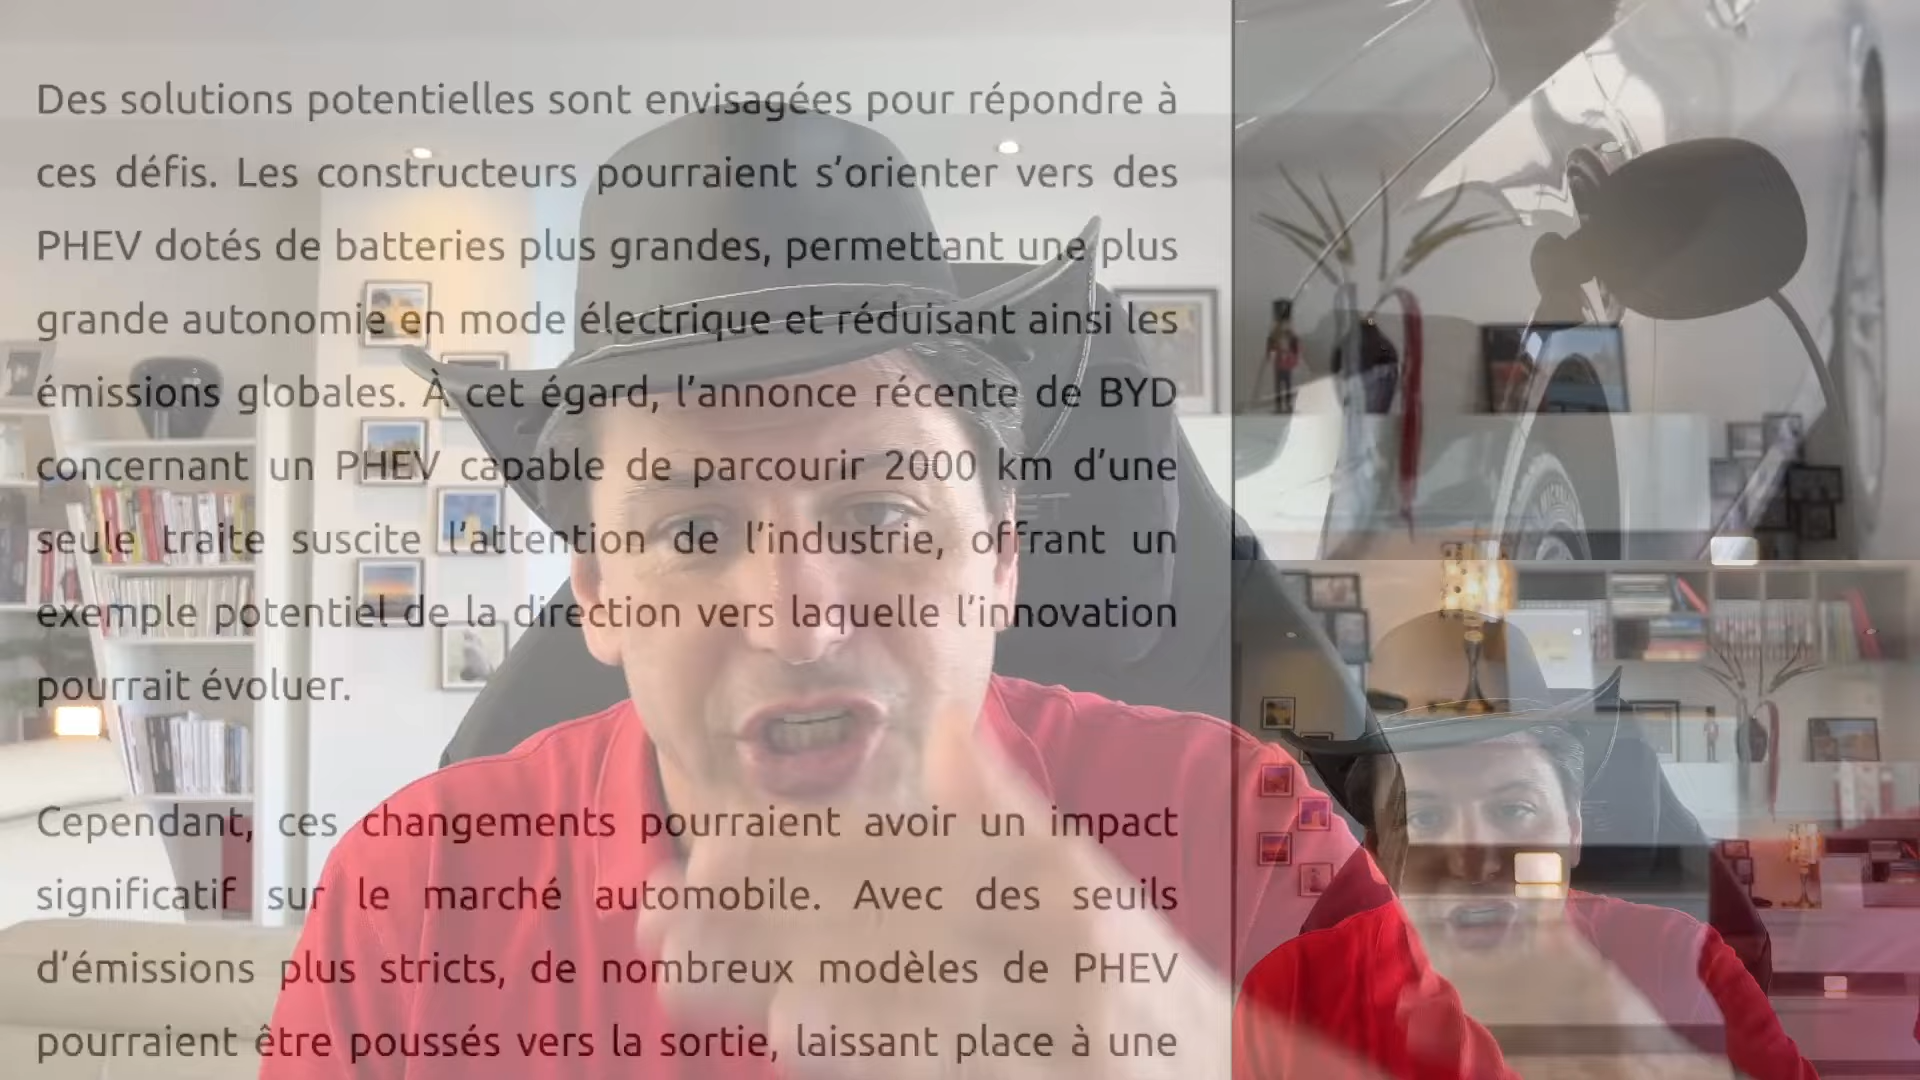 Des solutions potentielles sont envisagées pour répondre à
ces défis. Les constructeurs pourraient s’orienter vers des
PHEV dotés de batteries plus grandes, permettant une plus
grande autonomie en mode électrique et réduisant ainsi les
émissions globales. À cet égard, l’annonce récente de BYD
concernant un PHEV capable de parcourir 2000 km d’une
seule traite suscite l’attention de l’industrie, offrant un
exemple potentiel de la direction vers laquelle l’innovation
pourrait évoluer.
Cependant, ces changements pourraient avoir un impact
significatif sur le marché automobile. Avec des seuils
d’émissions plus stricts, de nombreux modèles de PHEV
pourraient être poussés vers la sortie, laissant place à une